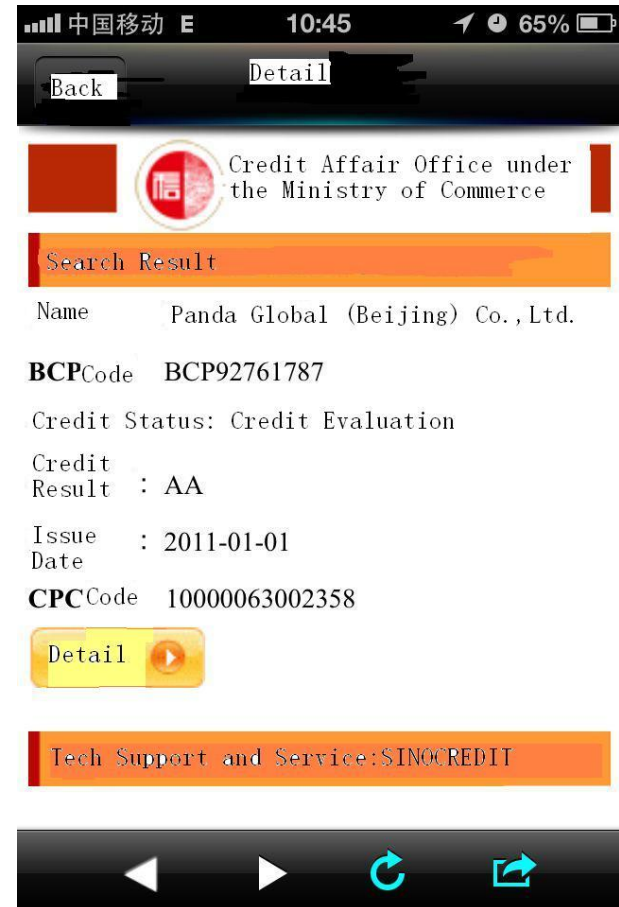 中国移动 E 10:45 65%
Back Detail
信
Credit Affair Office under
the Ministry of Commerce
Search Result
Name Panda Global (Beijing) Co.,Ltd.
BCPCode BCP92761787
Credit Status: Credit Evaluation
Credit
Result : AA
Issue
Date : 2011-01-01
CPCCode 10000063002358
Detail
Tech Support and Service:SINOCREDIT